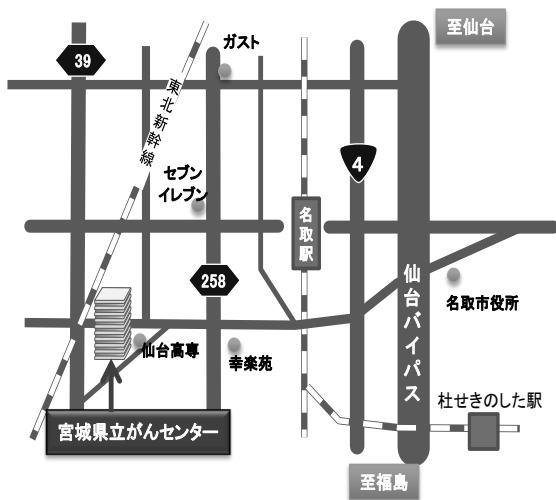 至仙台
ガスト
39
東北新幹線
4
セブン
イレブン
名取駅
258
仙台バイパス
名取市役所
仙台高専
幸楽苑
杜せきのした駅
宮城県立がんセンター
至福島